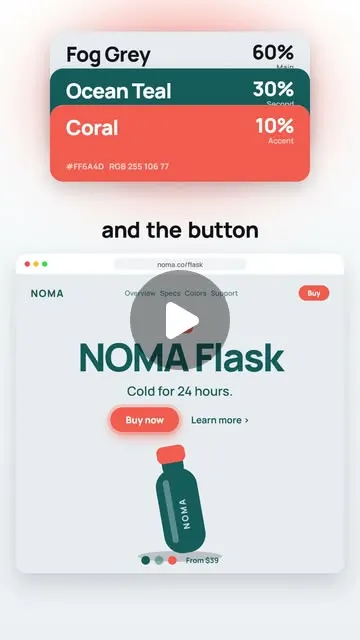 Fog Grey 60%
Main
Ocean Teal 30%
Second
Coral 10%
Accent
#FF6A4D RGB 255 106 77
and the button
noma.co/flask
NOMA Overview Specs Colors Support Buy
NOMA Flask
Cold for 24 hours.
Buy now Learn more ›
NOMA
From $39